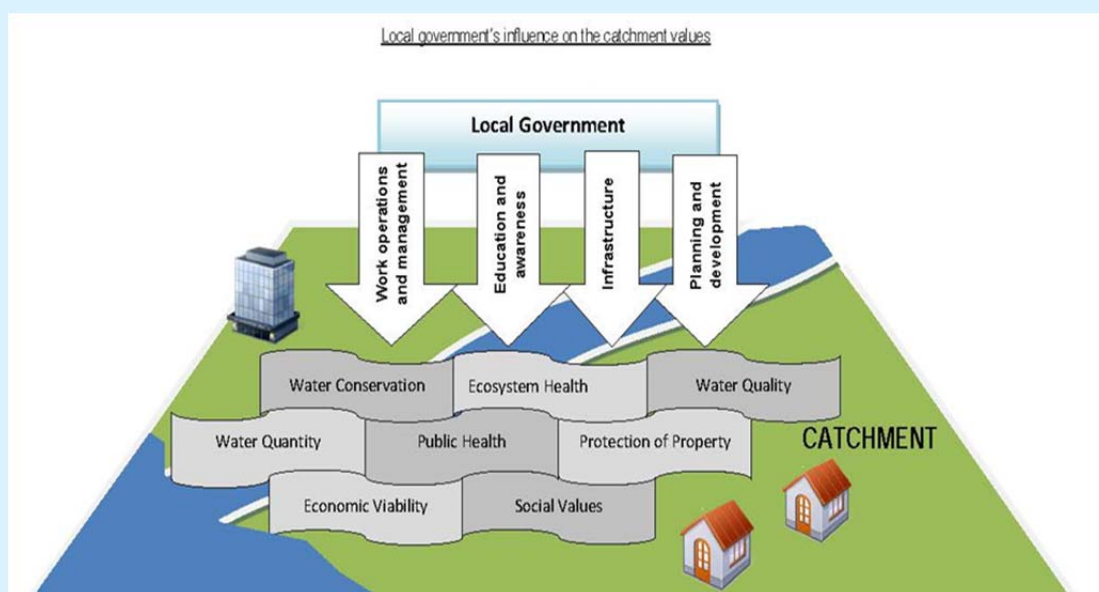 Local government's influence on the catchment values
Local Government
Work operations
and management
Education and
awareness
Infrastructure
Planning and
development
Water Conservation
Ecosystem Health
Water Quality
Water Quantity
Public Health
Protection of Property
CATCHMENT
Economic Viability
Social Values